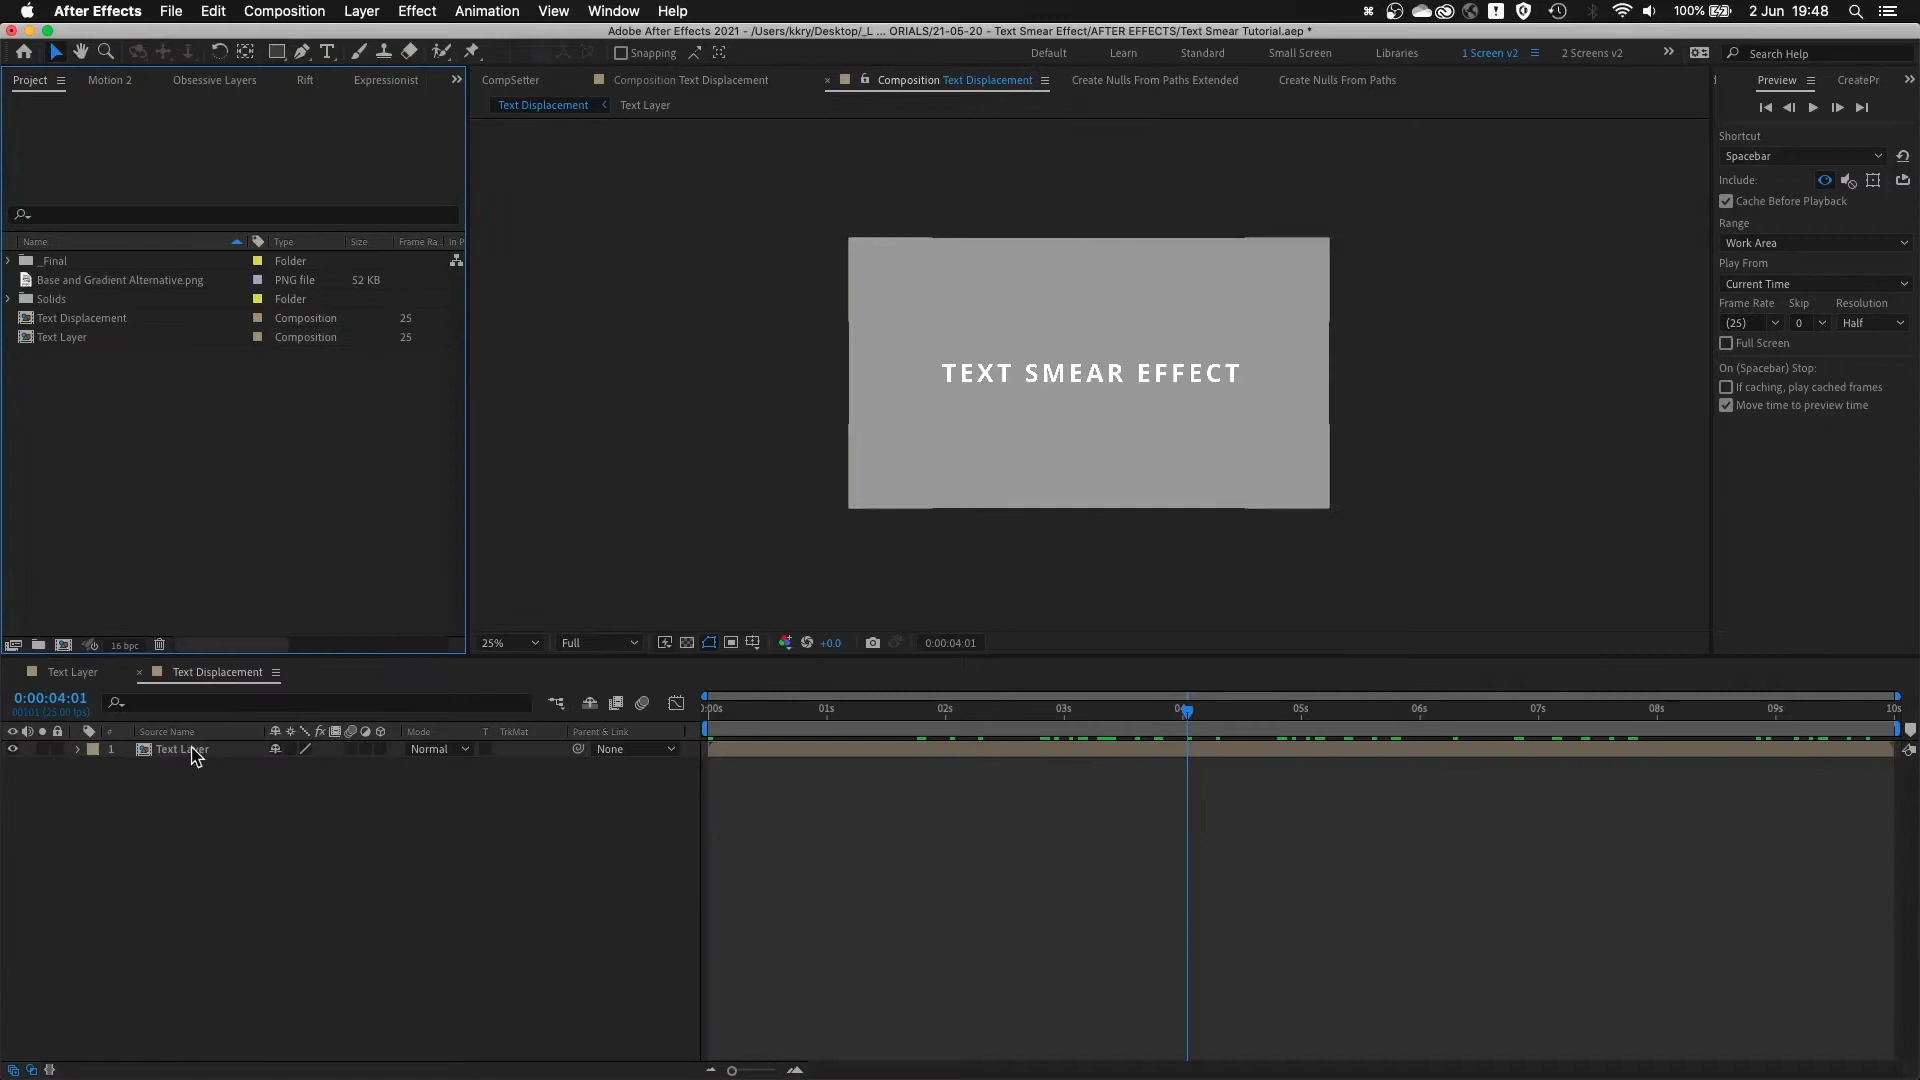 After Effects File Edit Composition Layer Effect Animation View Window Help 100% 2 Jun 19:48
Adobe After Effects 2021 - /Users/kkry/Desktop/_L ... ORIALS/21-05-20 - Text Smear Effect/AFTER EFFECTS/Text Smear Tutorial.aep *
Snapping Default Learn Standard Small Screen Libraries 1 Screen v2 2 Screens v2 Search Help
Project Motion 2 Obsessive Layers Rift Expressionist CompSetter Composition Text Displacement Composition Text Displacement Create Nulls From Paths Extended Create Nulls From Paths Preview CreatePr
Text Displacement Text Layer
Shortcut
Spacebar
Include:
Cache Before Playback
Range
Work Area
Play From
Current Time
Frame Rate Skip Resolution
(25) 0 Half
Full Screen
On (Spacebar) Stop:
If caching, play cached frames
Move time to preview time
Name Type Size Frame Ra.. In P
_Final Folder
Base and Gradient Alternative.png PNG file 52 KB
Solids Folder
Text Displacement Composition 25
Text Layer Composition 25
TEXT SMEAR EFFECT
16 bpc 25% Full +0.0 0:00:04:01
Text Layer Text Displacement
0:00:04:01
00101 (25.00 fps)
:00s 01s 02s 03s 04s 05s 06s 07s 08s 09s 10s
# Source Name Mode T TrkMat Parent & Link
1 Text Layer Normal None